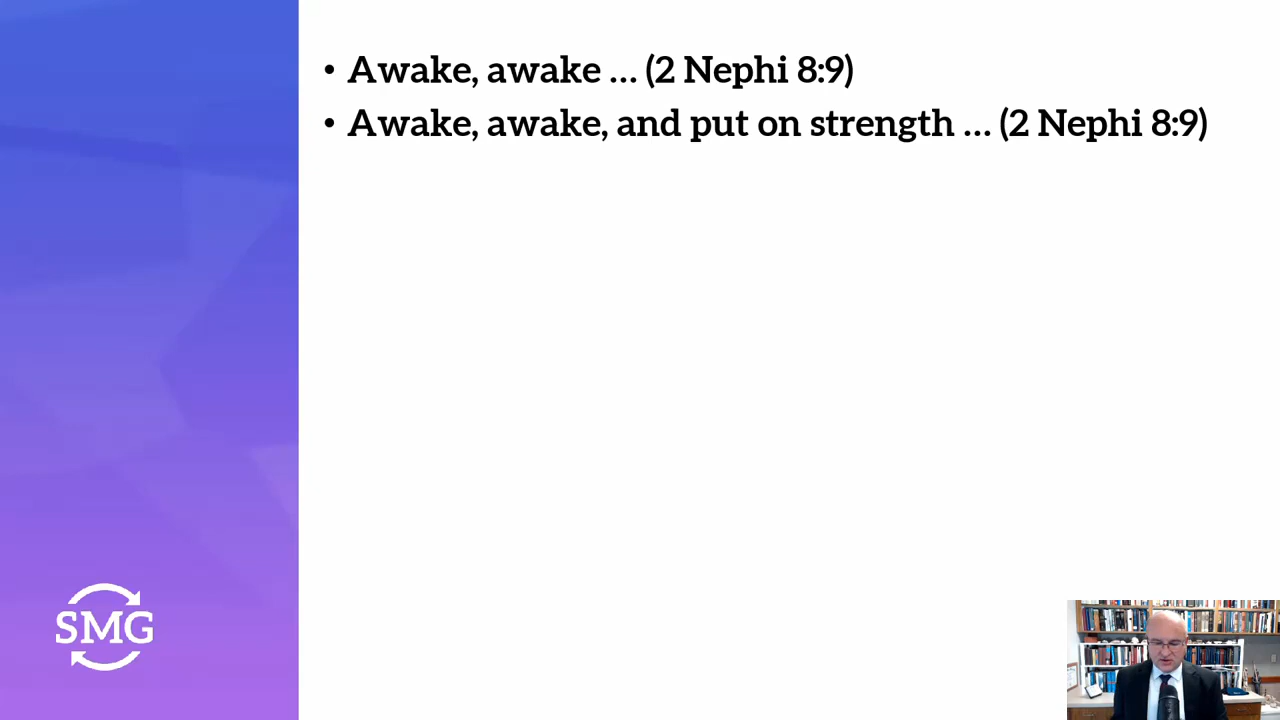 • Awake, awake … (2 Nephi 8:9)
• Awake, awake, and put on strength … (2 Nephi 8:9)
SMG